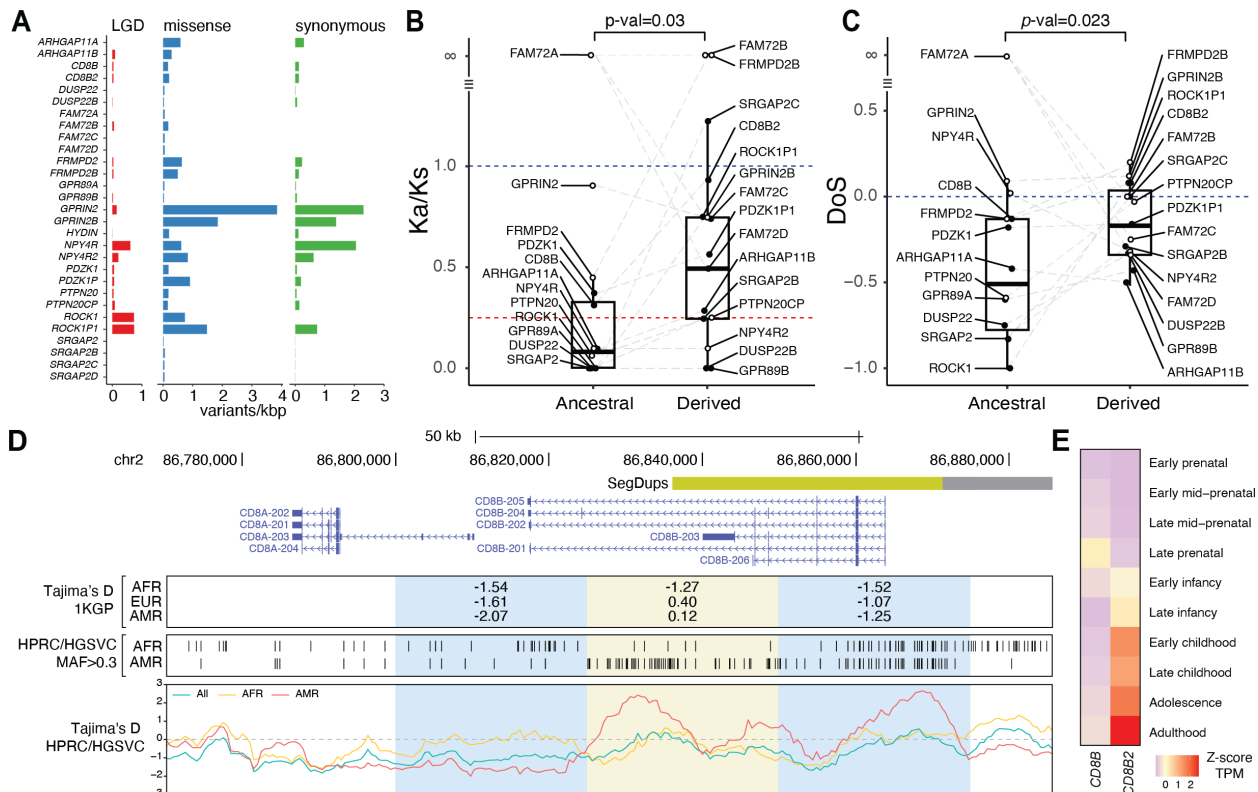 A
LGD missense synonymous
ARHGAP11A
ARHGAP11B
CD8B
CD8B2
DUSP22
DUSP22B
FAM72A
FAM72B
FAM72C
FAM72D
FRMPD2
FRMPD2B
GPR89A
GPR89B
GPRIN2
GPRIN2B
HYDIN
NPY4R
NPY4R2
PDZK1
PDZK1P
PTPN20
PTPN20CP
ROCK1
ROCK1P1
SRGAP2
SRGAP2B
SRGAP2C
SRGAP2D
0 1 0 1 2 3 4 0 1 2 3
variants/kbp
B
p-val=0.03
Ka/Ks
∞
1.0
0.5
0.0
FAM72A
GPRIN2
FRMPD2
PDZK1
CD8B
ARHGAP11A
NPY4R
PTPN20
ROCK1
GPR89A
DUSP22
SRGAP2
FAM72B
FRMPD2B
SRGAP2C
CD8B2
ROCK1P1
GPRIN2B
FAM72C
PDZK1P1
FAM72D
ARHGAP11B
SRGAP2B
PTPN20CP
NPY4R2
DUSP22B
GPR89B
Ancestral Derived
C
p-val=0.023
DoS
∞
0.5
0.0
−0.5
−1.0
FAM72A
GPRIN2
NPY4R
CD8B
FRMPD2
PDZK1
ARHGAP11A
PTPN20
GPR89A
DUSP22
SRGAP2
ROCK1
FRMPD2B
GPRIN2B
ROCK1P1
CD8B2
FAM72B
SRGAP2C
PTPN20CP
PDZK1P1
FAM72C
SRGAP2B
NPY4R2
FAM72D
DUSP22B
GPR89B
ARHGAP11B
Ancestral Derived
D
50 kb
chr2 86,780,000 86,800,000 86,820,000 86,840,000 86,860,000 86,880,000
SegDups
CD8B-205
CD8A-202 CD8B-204
CD8A-201 CD8B-202
CD8A-203 CD8B-203
CD8A-204 CD8B-201
CD8B-206
Tajima's D
1KGP
AFR -1.54 -1.27 -1.52
EUR -1.61 0.40 -1.07
AMR -2.07 0.12 -1.25
HPRC/HGSVC AFR
MAF>0.3 AMR
All AFR AMR
Tajima's D
HPRC/HGSVC
3
2
1
0
−1
−2
E
Early prenatal
Early mid−prenatal
Late mid−prenatal
Late prenatal
Early infancy
Late infancy
Early childhood
Late childhood
Adolescence
Adulthood
CD8B
CD8B2
Z-score
TPM
0 1 2